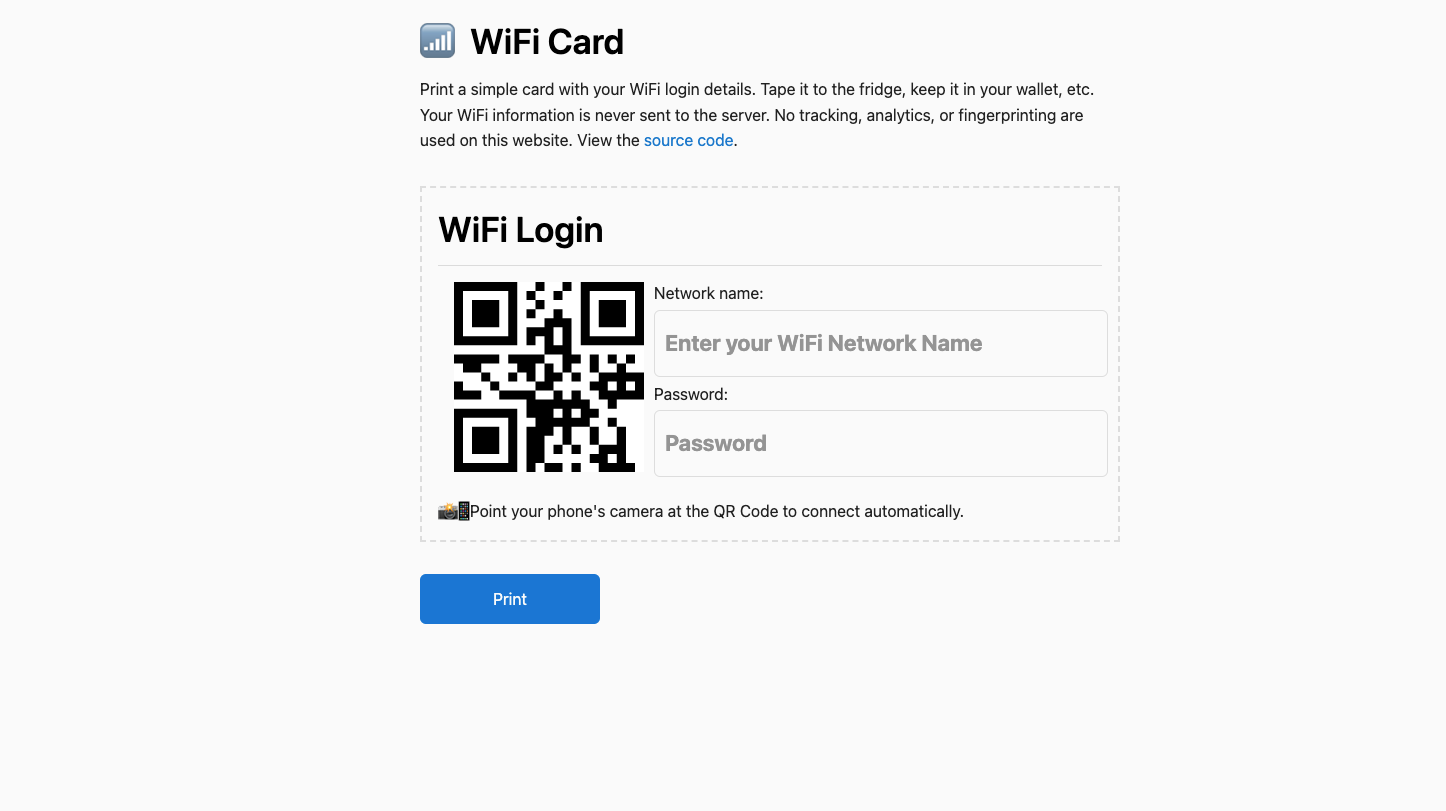 WiFi Card
Print a simple card with your WiFi login details. Tape it to the fridge, keep it in your wallet, etc.
Your WiFi information is never sent to the server. No tracking, analytics, or fingerprinting are
used on this website. View the source code.
WiFi Login
Network name:
Enter your WiFi Network Name
Password:
Password
Point your phone's camera at the QR Code to connect automatically.
Print